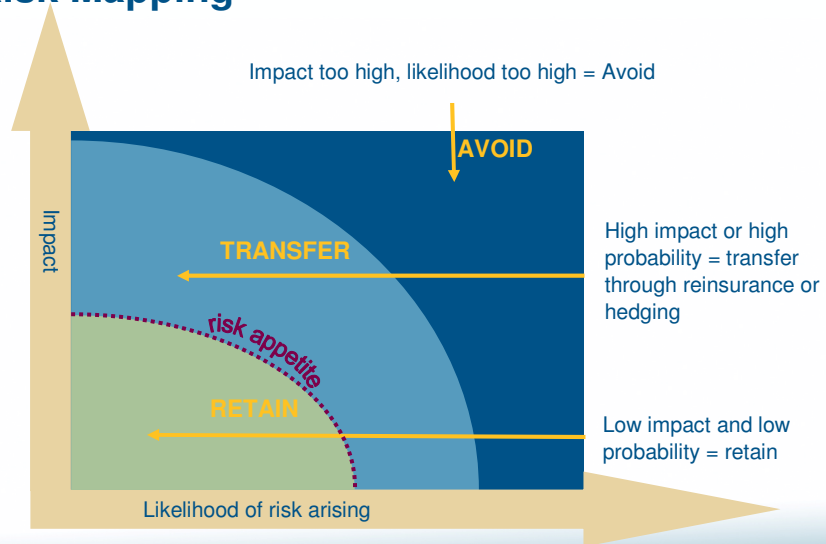 Mapping
Impact too high, likelihood too high = Avoid
AVOID
Impact
TRANSFER
High impact or high
probability = transfer
through reinsurance or
hedging
risk appetite
RETAIN
Low impact and low
probability = retain
Likelihood of risk arising